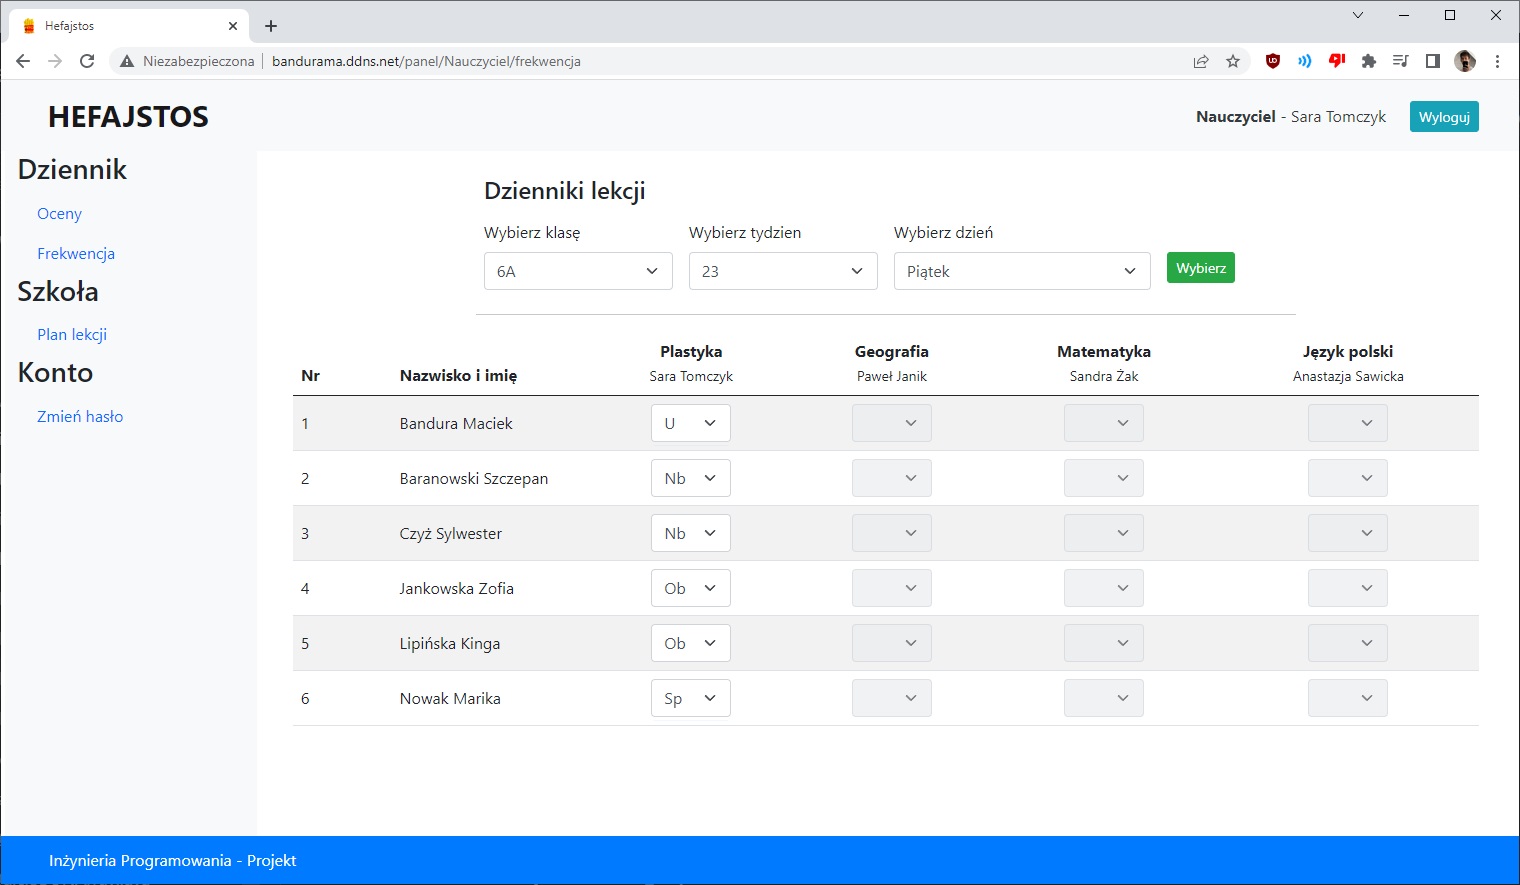 Hefajstos
Niezabezpieczona
bandurama.ddns.net/panel/Nauczyciel/frekwencja
HEFAJSTOS
Nauczyciel - Sara Tomczyk
Wyloguj
Dziennik
Oceny
Frekwencja
Szkoła
Plan lekcji
Konto
Zmień hasło
Dzienniki lekcji
Wybierz klasę Wybierz tydzien Wybierz dzień
6A 23 Piątek Wybierz
Plastyka Geografia Matematyka Język polski
Nr Nazwisko i imię Sara Tomczyk Paweł Janik Sandra Żak Anastazja Sawicka
1 Bandura Maciek U
2 Baranowski Szczepan Nb
3 Czyż Sylwester Nb
4 Jankowska Zofia Ob
5 Lipińska Kinga Ob
6 Nowak Marika Sp
Inżynieria Programowania - Projekt